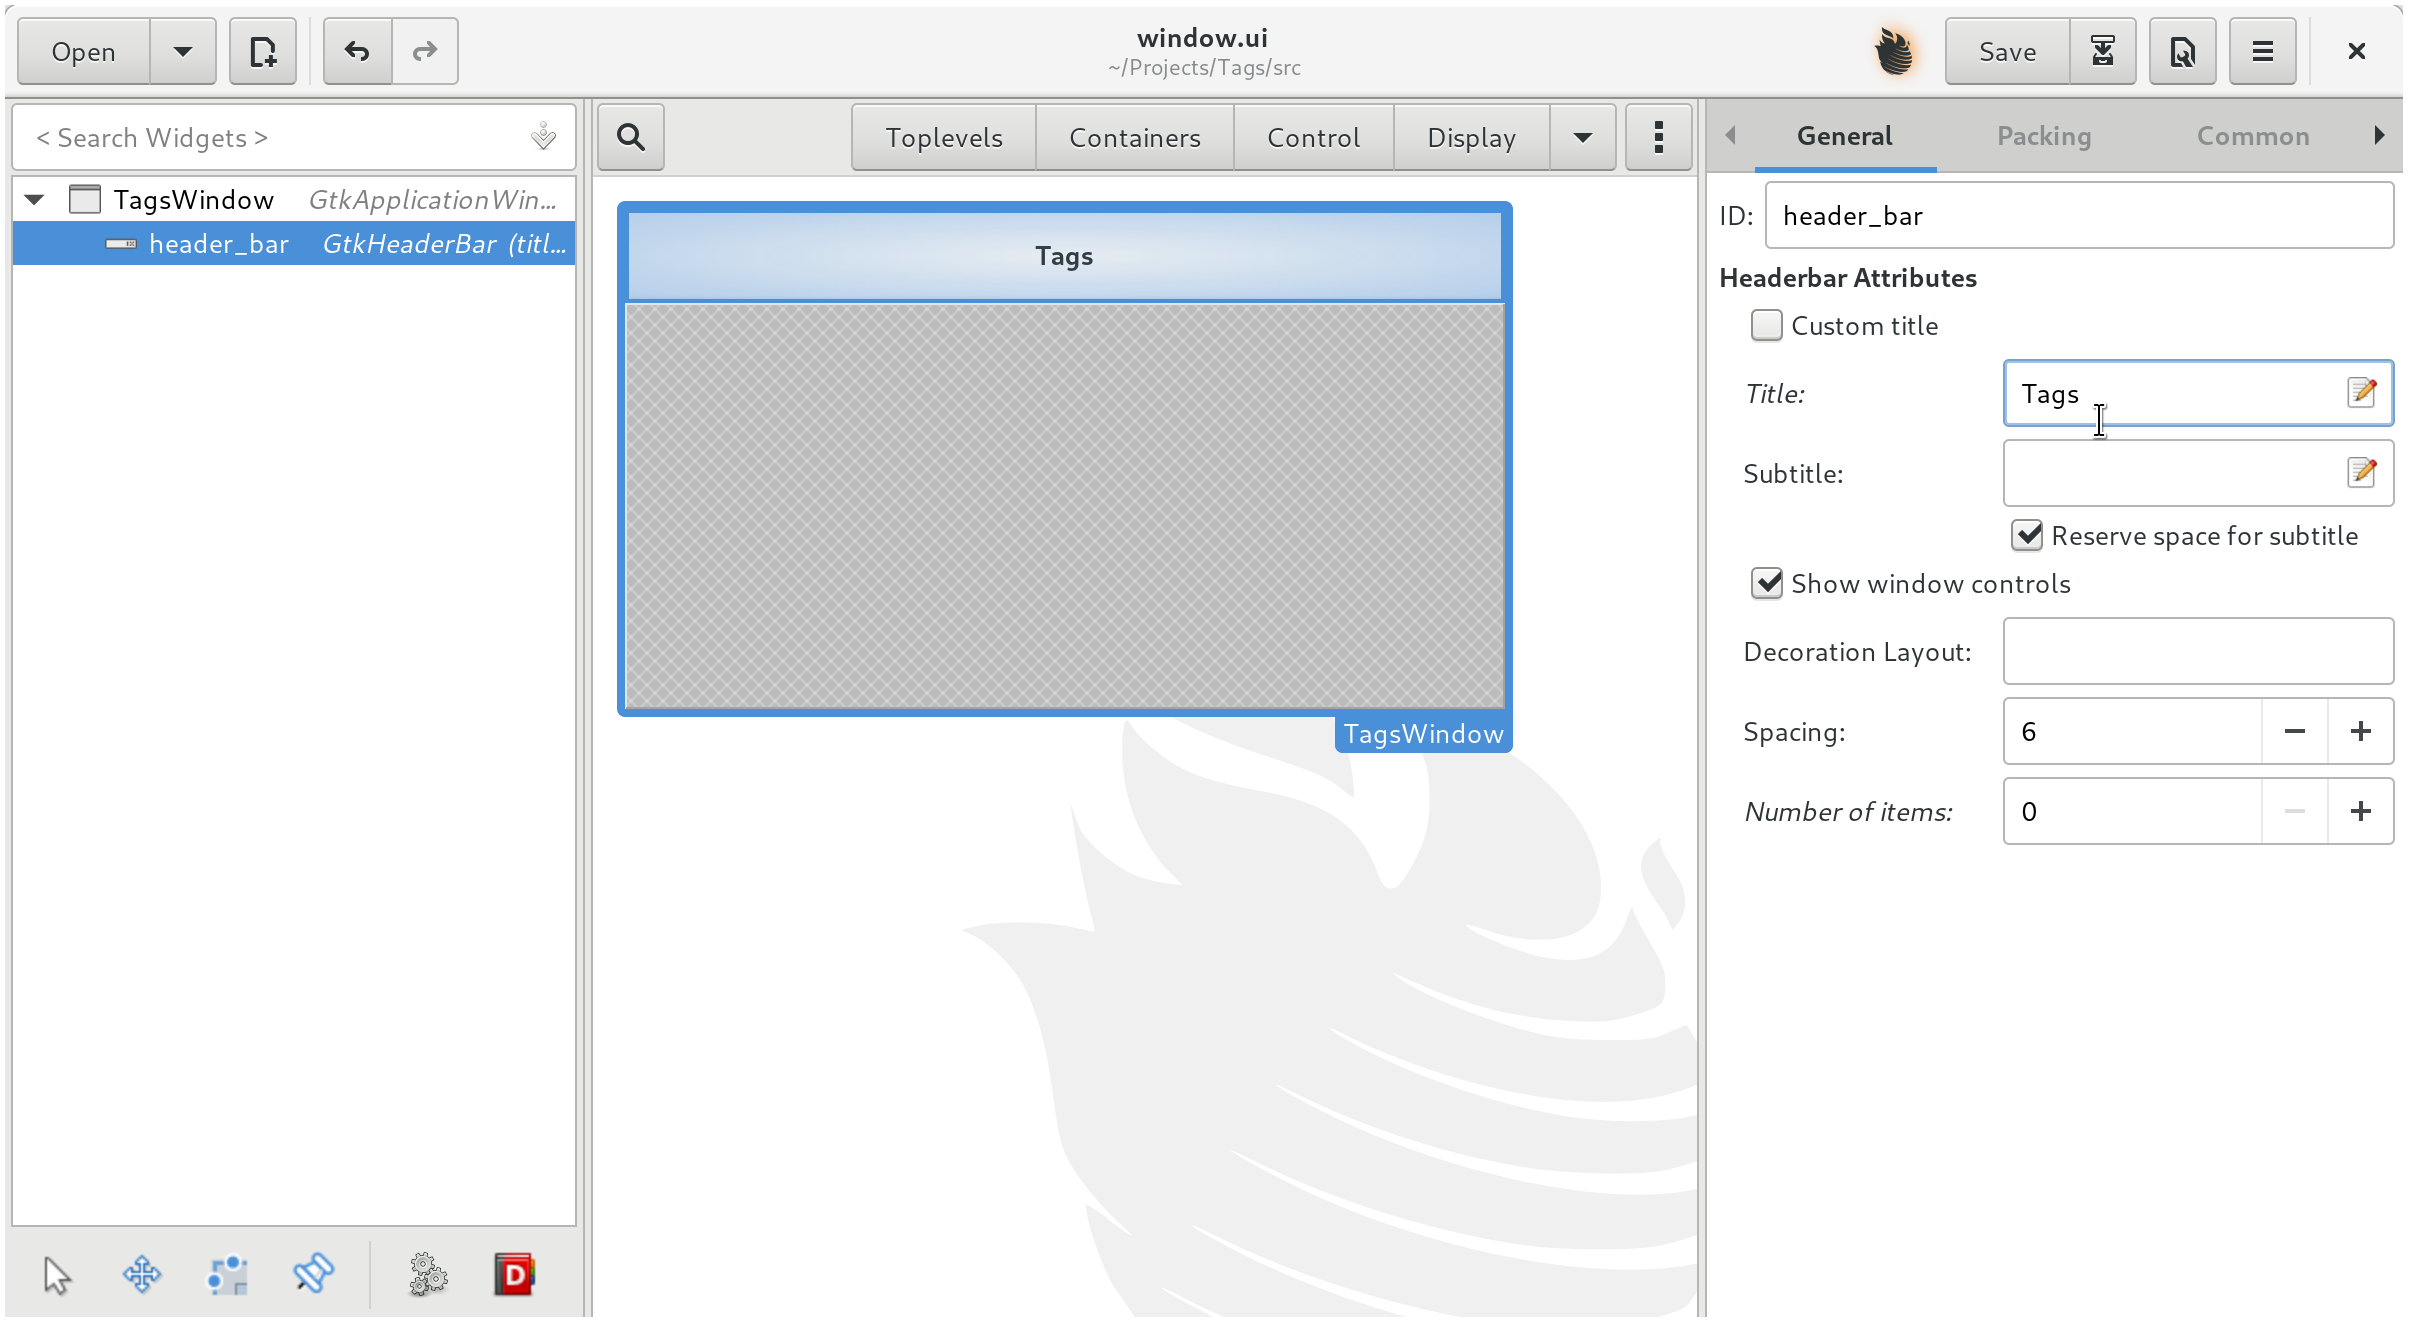 Open
window.ui
~/Projects/Tags/src
Save
< Search Widgets >
TagsWindow GtkApplicationWin...
header_bar GtkHeaderBar (titl...
Toplevels Containers Control Display
Tags
TagsWindow
General Packing Common
ID: header_bar
Headerbar Attributes
Custom title
Title: Tags
Subtitle:
Reserve space for subtitle
Show window controls
Decoration Layout:
Spacing: 6
Number of items: 0
D